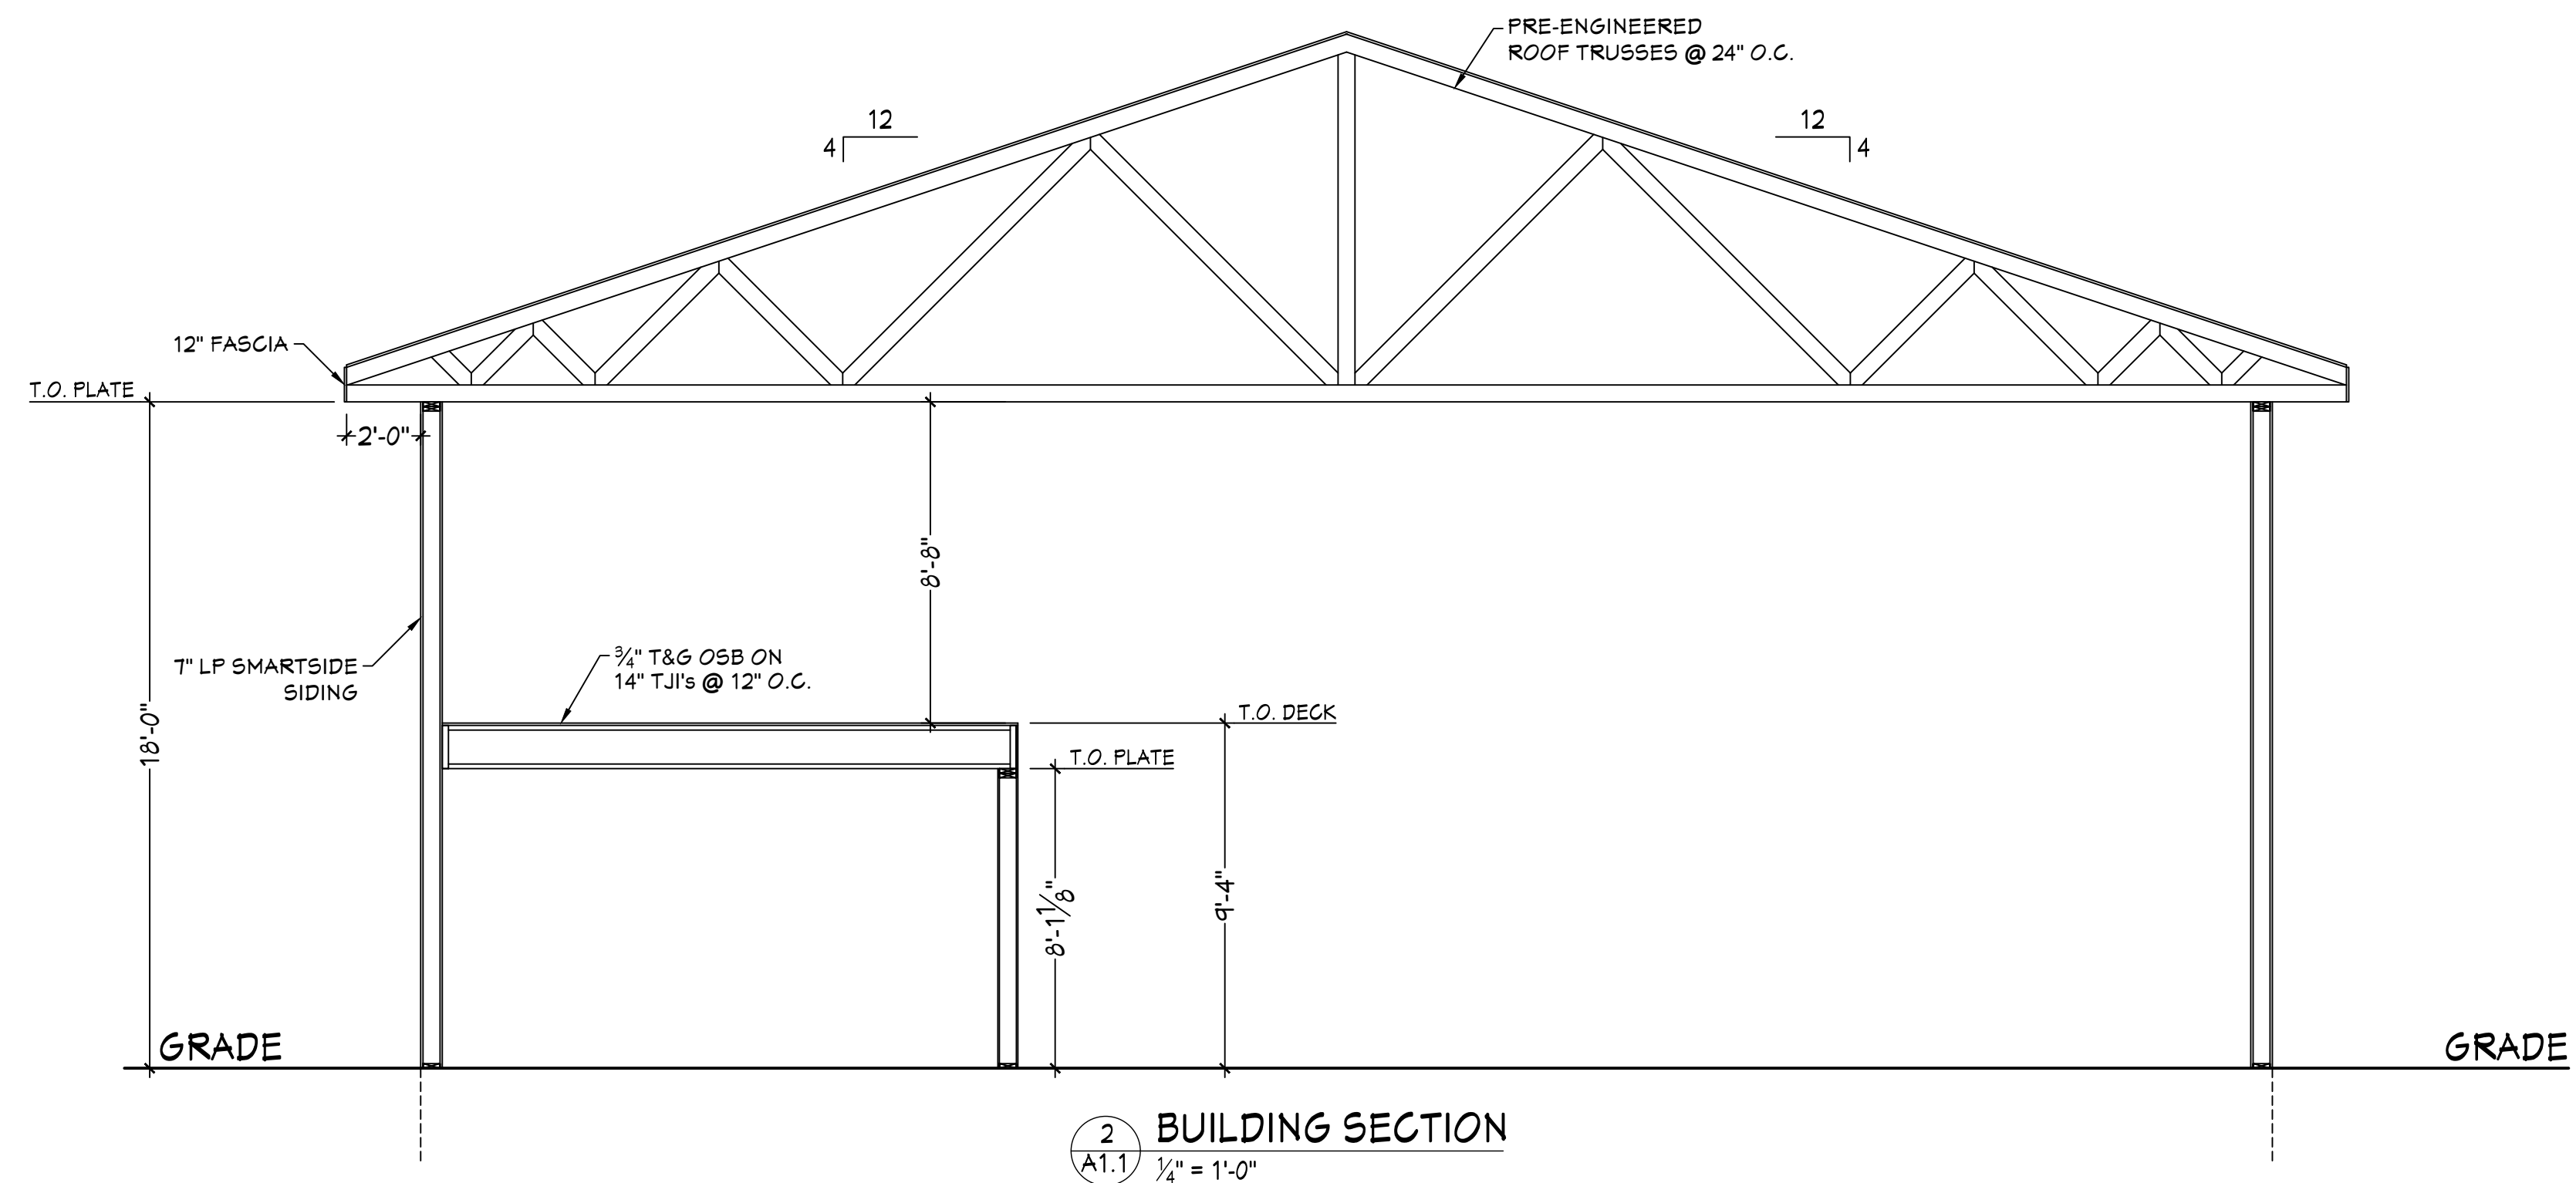 PRE-ENGINEERED
ROOF TRUSSES @ 24" O.C.
12
4
12
4
12" FASCIA
T.O. PLATE
2'-0"
8'-8"
7" LP SMARTSIDE
SIDING
3/4" T&G OSB ON
14" TJI's @ 12" O.C.
18'-0"
T.O. DECK
T.O. PLATE
8'-1 1/8"
9'-4"
GRADE
GRADE
2
A1.1
BUILDING SECTION
1/4" = 1'-0"